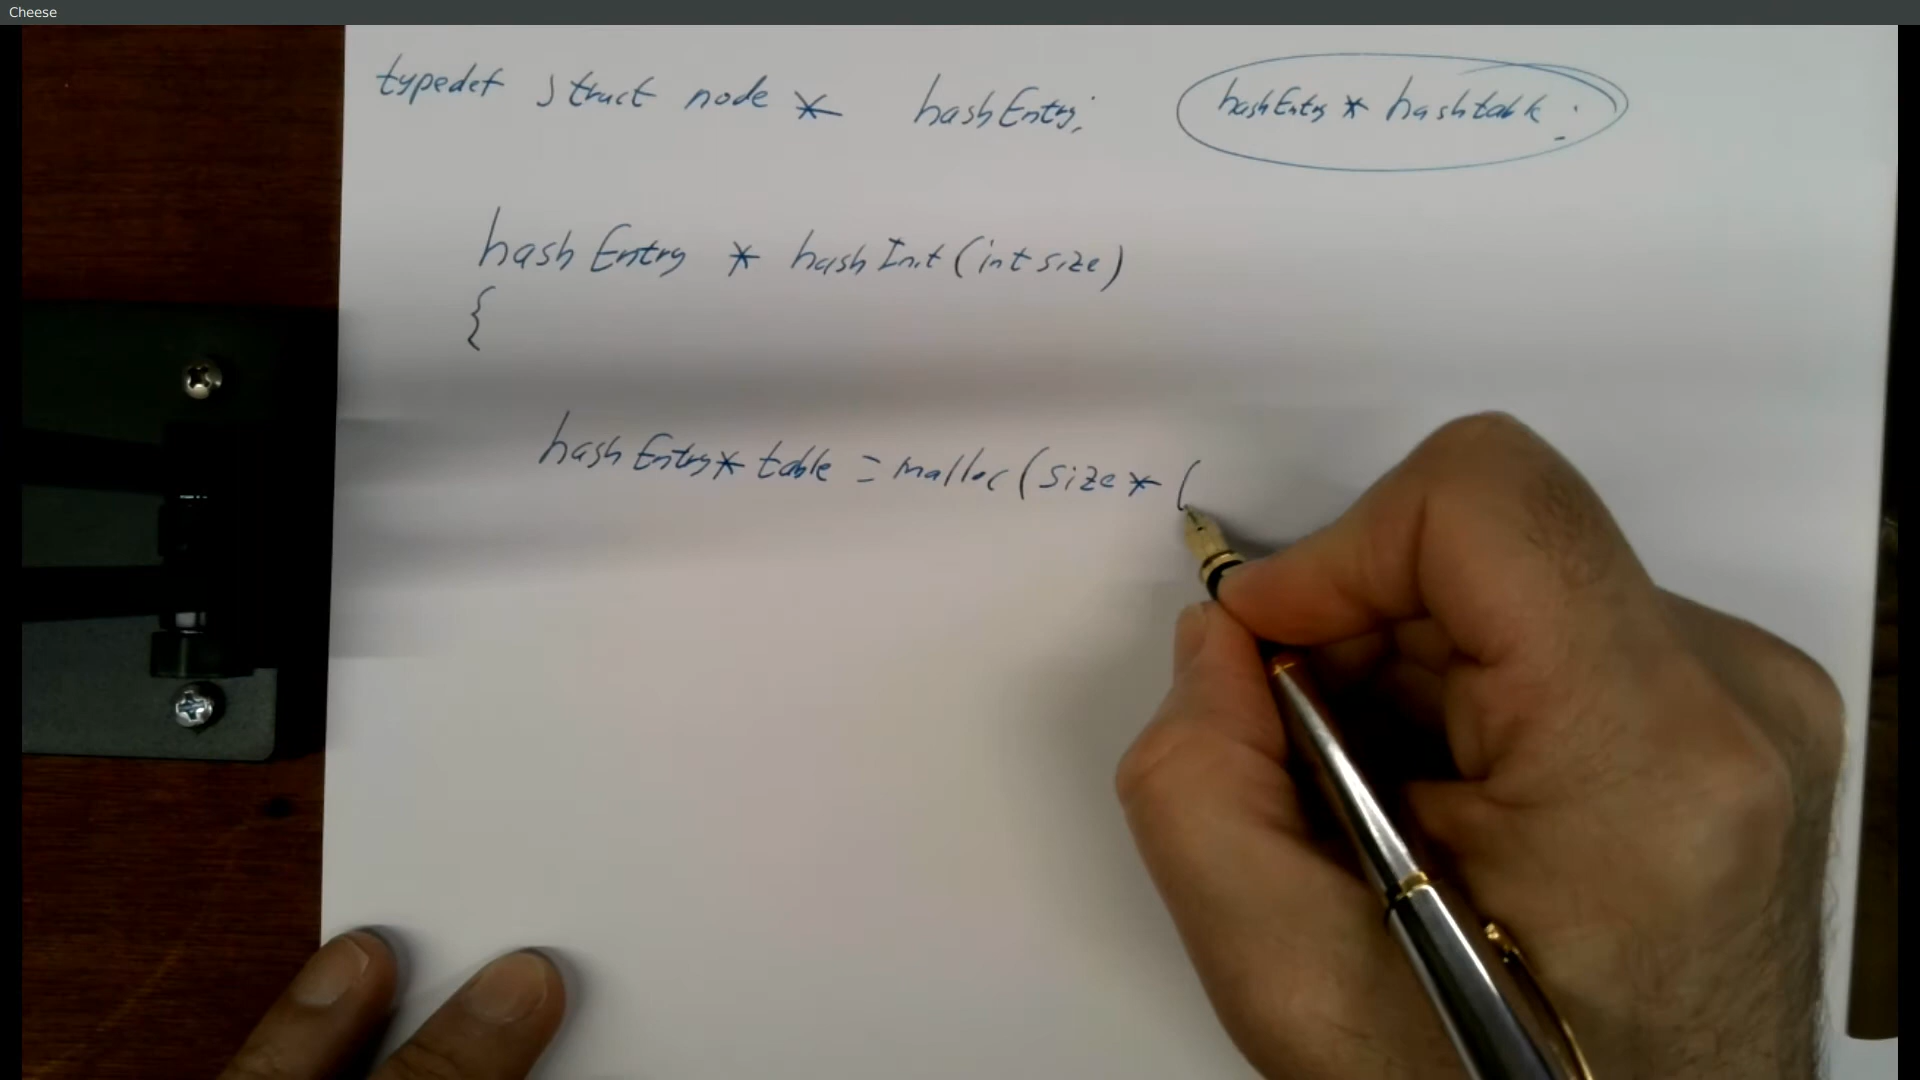 Cheese
typedef struct node * hashEntry; hashEntry * hashtable;
hashEntry * hashInit(int size)
{
hashEntry* table = malloc(size * (